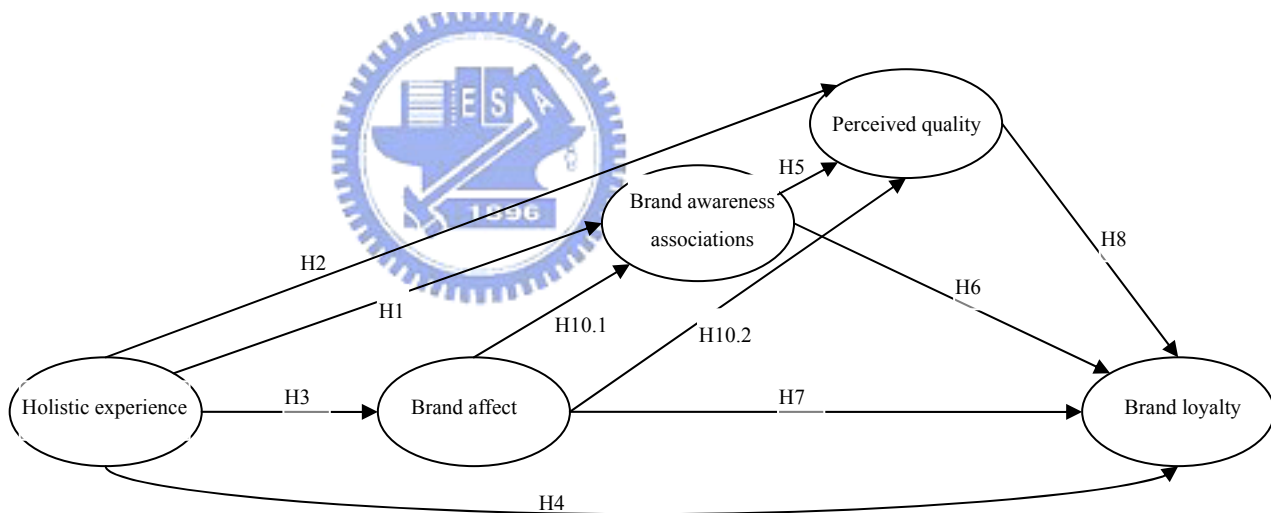 E S A
1896
Perceived quality
H5
Brand awareness
associations
H8
H2
H1
H6
H10.1
H10.2
Holistic experience
H3
Brand affect
H7
Brand loyalty
H4